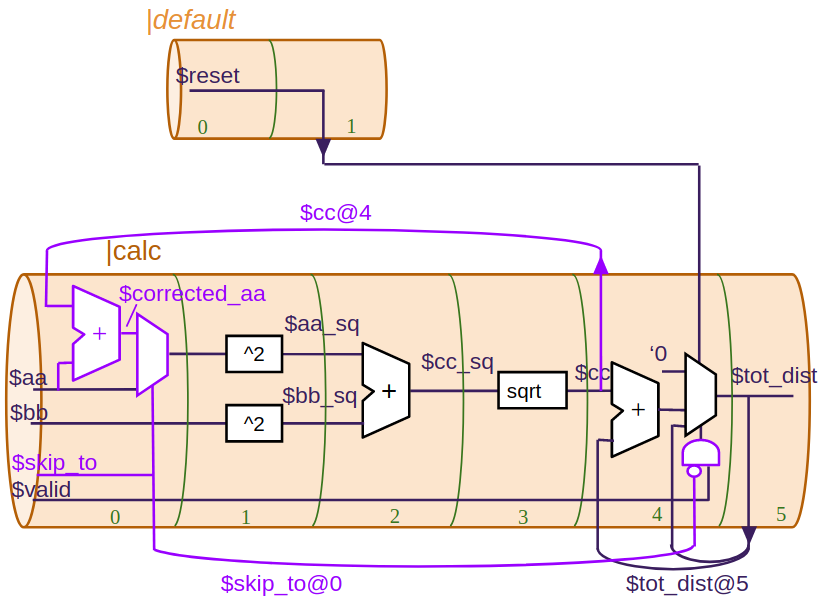 |default
$reset
0
1
$cc@4
|calc
$corrected_aa
+
$aa_sq
^2
‘0
$cc_sq
$cc
$tot_dist
$aa
sqrt
+
+
$bb_sq
$bb
^2
$skip_to
$valid
0
1
2
3
4
5
$skip_to@0
$tot_dist@5